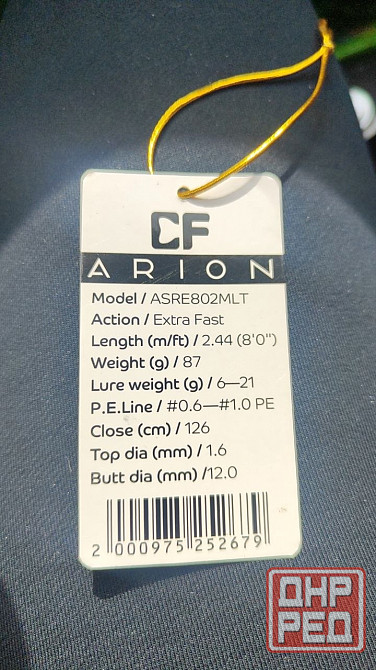 CF
ARION
Model / ASRE802MLT
Action / Extra Fast
Length (m/ft) / 2.44 (8'0")
Weight (g) / 87
Lure weight (g) / 6—21
P.E.Line / #0.6—#1.0 PE
Close (cm) / 126
Top dia (mm) / 1.6
Butt dia (mm) /12.0
2 000975 252679
ДНР
РЕД